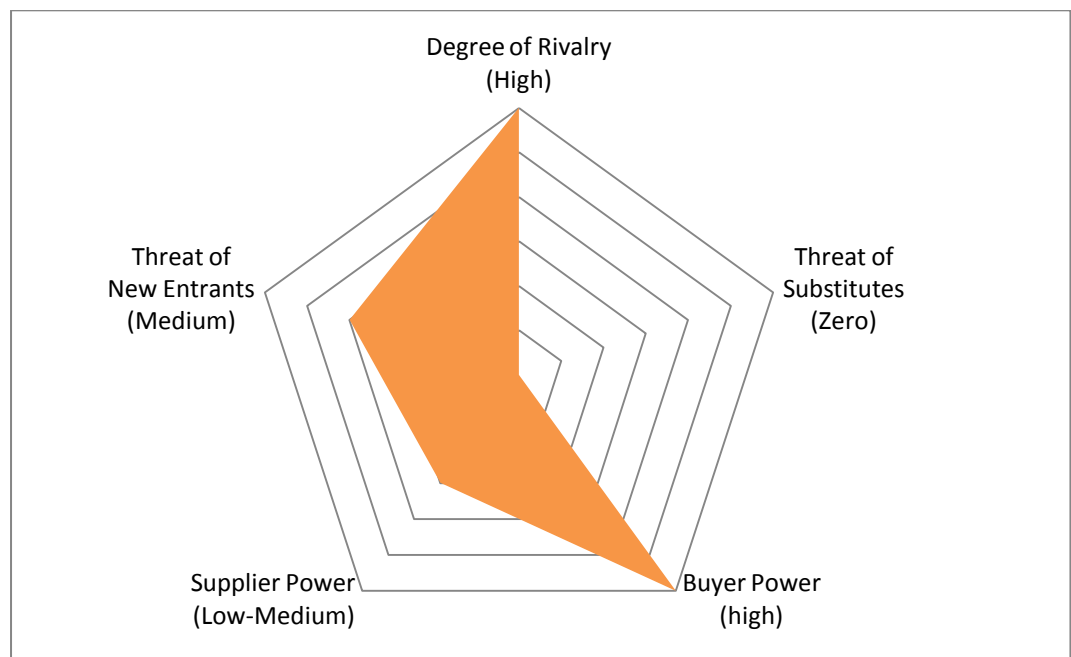 Degree of Rivalry
(High)
Threat of
New Entrants
(Medium)
Threat of
Substitutes
(Zero)
Supplier Power
(Low-Medium)
Buyer Power
(high)